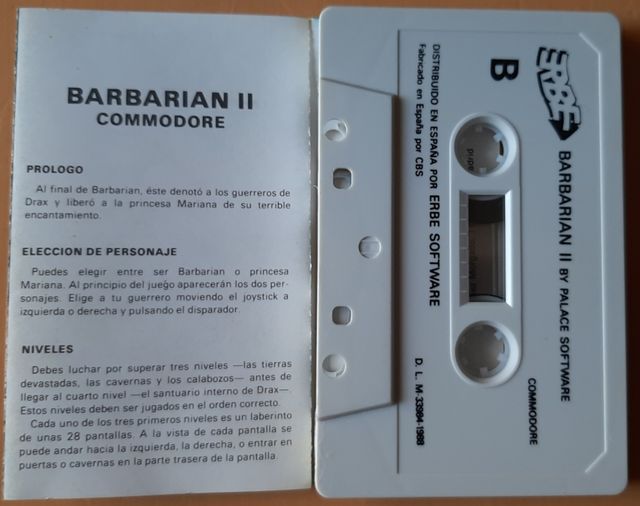 BARBARIAN II
COMMODORE
PROLOGO
Al final de Barbarian, éste denotó a los guerreros de
Drax y liberó a la princesa Mariana de su terrible
encantamiento.
ELECCION DE PERSONAJE
Puedes elegir entre ser Barbarian o princesa
Mariana. Al principio del juego aparecerán los dos per-
sonajes. Elige a tu guerrero moviendo el joystick a
izquierda o derecha y pulsando el disparador.
NIVELES
Debes luchar por superar tres niveles —las tierras
devastadas, las cavernas y los calabozos— antes de
llegar al cuarto nivel —el santuario interno de Drax—.
Estos niveles deben ser jugados en el orden correcto.
Cada uno de los tres primeros niveles es un laberinto
de unas 28 pantallas. A la vista de cada pantalla se
puede andar hacia la izquierda, la derecha, o entrar en
puertas o cavernas en la parte trasera de la pantalla.
ERBE
B
BARBARIAN II BY PALACE SOFTWARE
COMMODORE
DISTRIBUIDO EN ESPAÑA POR ERBE SOFTWARE
Fabricado en España por CBS
D. L. M 33984-1988